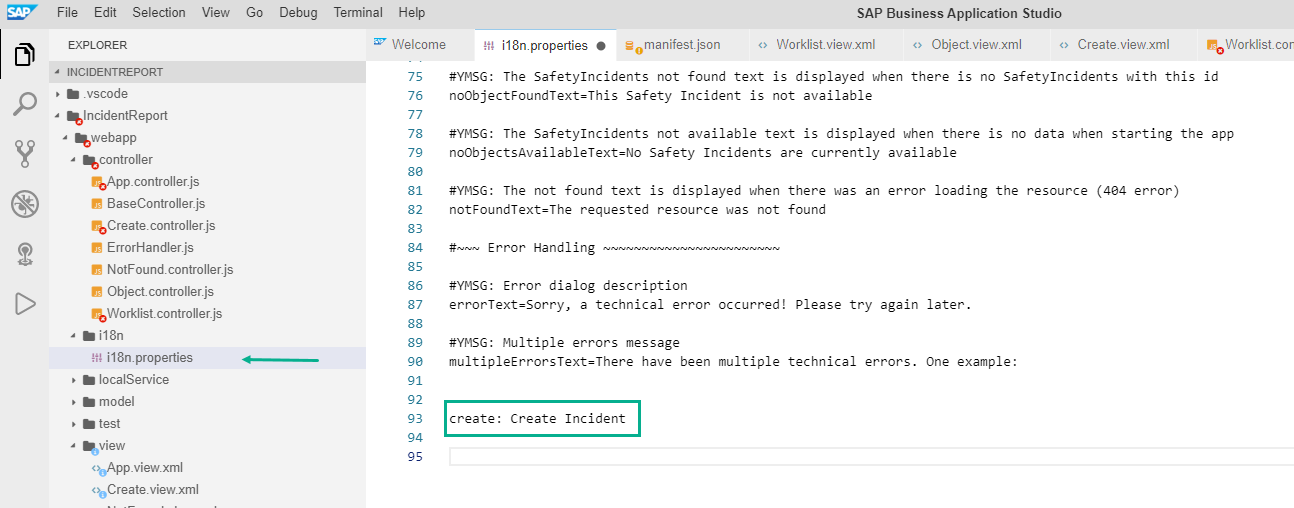 SAP File Edit Selection View Go Debug Terminal Help SAP Business Application Studio
EXPLORER
INCIDENTREPORT
.vscode
IncidentReport
webapp
controller
App.controller.js
BaseController.js
Create.controller.js
ErrorHandler.js
NotFound.controller.js
Object.controller.js
Worklist.controller.js
i18n
i18n.properties
localService
model
test
view
App.view.xml
Create.view.xml
SAP Welcome i18n.properties manifest.json Worklist.view.xml Object.view.xml Create.view.xml Worklist.con
75 #YMSG: The SafetyIncidents not found text is displayed when there is no SafetyIncidents with this id
76 noObjectFoundText=This Safety Incident is not available
77
78 #YMSG: The SafetyIncidents not available text is displayed when there is no data when starting the app
79 noObjectsAvailableText=No Safety Incidents are currently available
80
81 #YMSG: The not found text is displayed when there was an error loading the resource (404 error)
82 notFoundText=The requested resource was not found
83
84 #~~~ Error Handling ~~~~~~~~~~~~~~~~~~~~~~~
85
86 #YMSG: Error dialog description
87 errorText=Sorry, a technical error occurred! Please try again later.
88
89 #YMSG: Multiple errors message
90 multipleErrorsText=There have been multiple technical errors. One example:
91
92
93 create: Create Incident
94
95